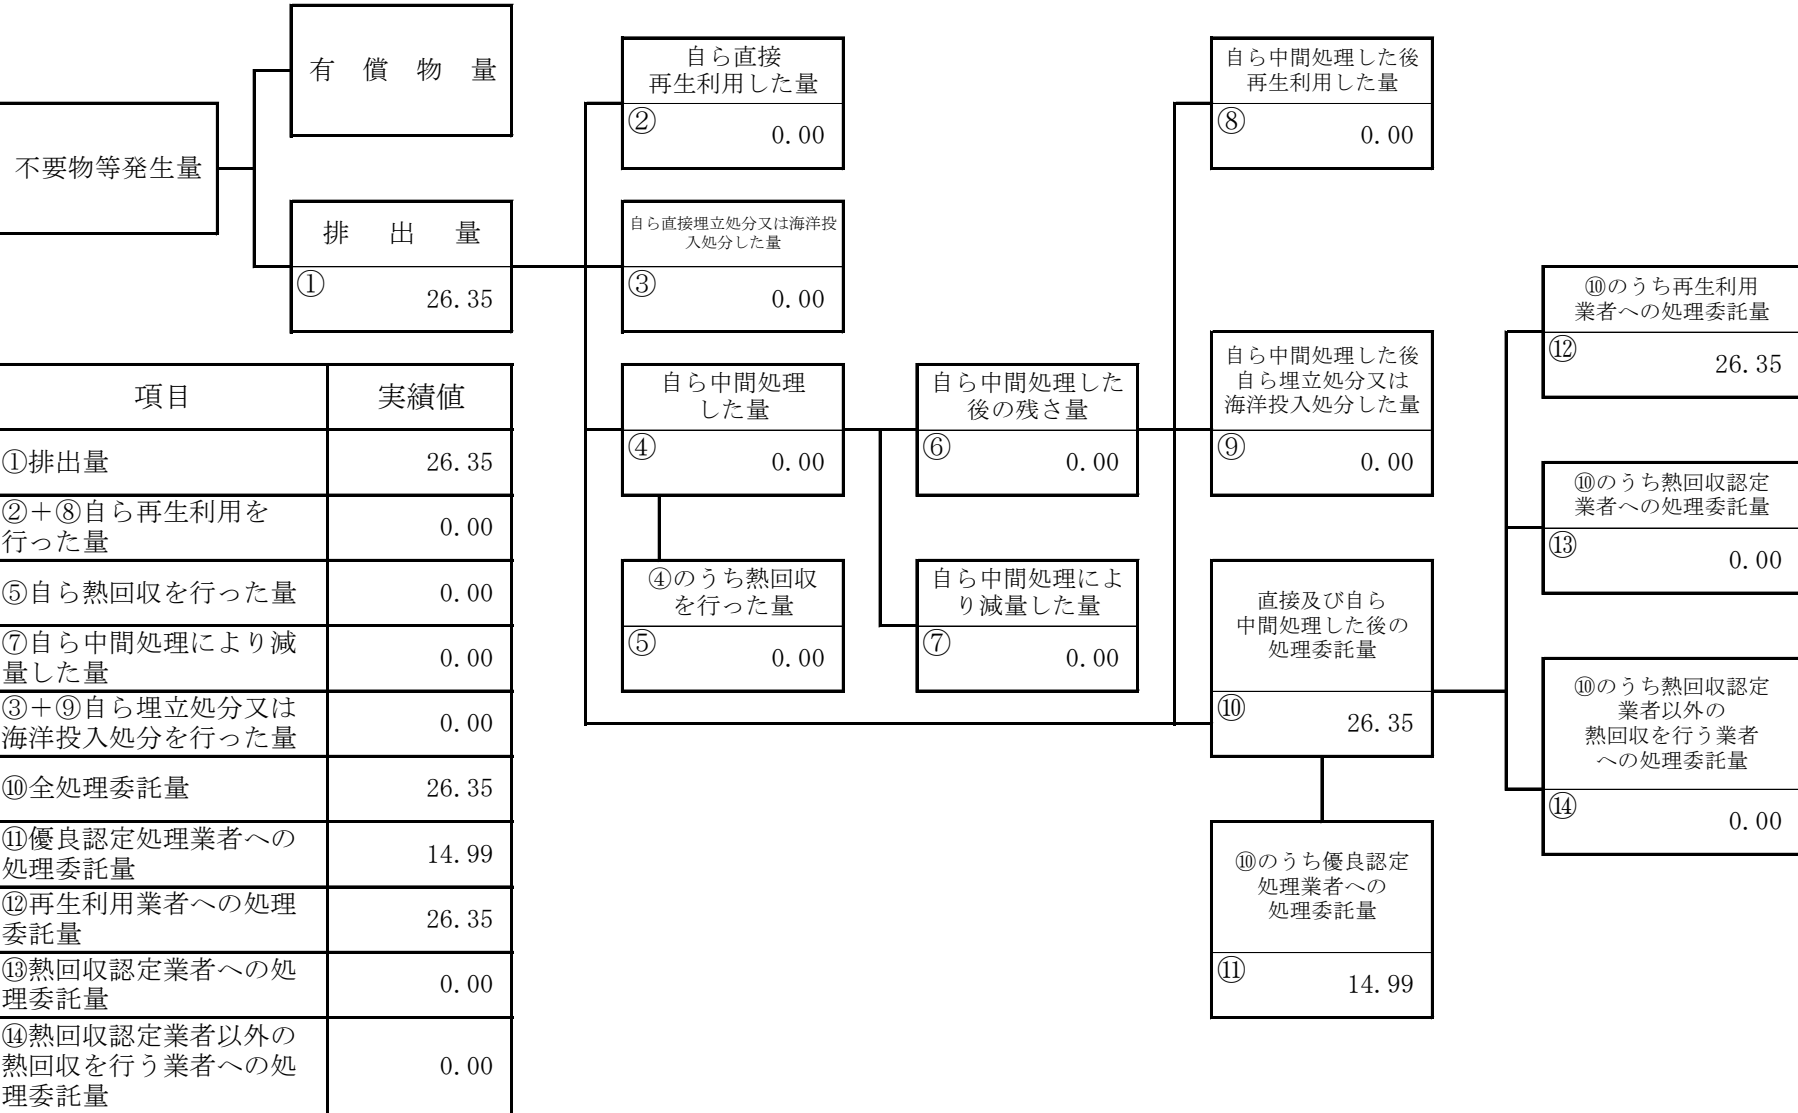 有　償　物　量
不要物等発生量
排　出　量
①
26.35
自ら直接
再生利用した量
②
0.00
自ら直接埋立処分又は海洋投
入処分した量
③
0.00
自ら中間処理
した量
④
0.00
④のうち熱回収
を行った量
⑤
0.00
自ら中間処理した
後の残さ量
⑥
0.00
自ら中間処理によ
り減量した量
⑦
0.00
自ら中間処理した後
再生利用した量
⑧
0.00
自ら中間処理した後
自ら埋立処分又は
海洋投入処分した量
⑨
0.00
直接及び自ら
中間処理した後の
処理委託量
⑩
26.35
⑩のうち優良認定
処理業者への
処理委託量
⑪
14.99
⑩のうち再生利用
業者への処理委託量
⑫
26.35
⑩のうち熱回収認定
業者への処理委託量
⑬
0.00
⑩のうち熱回収認定
業者以外の
熱回収を行う業者
への処理委託量
⑭
0.00
項目　実績値
①排出量　26.35
②＋⑧自ら再生利用を
行った量　0.00
⑤自ら熱回収を行った量　0.00
⑦自ら中間処理により減
量した量　0.00
③＋⑨自ら埋立処分又は
海洋投入処分を行った量　0.00
⑩全処理委託量　26.35
⑪優良認定処理業者への
処理委託量　14.99
⑫再生利用業者への処理
委託量　26.35
⑬熱回収認定業者への処
理委託量　0.00
⑭熱回収認定業者以外の
熱回収を行う業者への処
理委託量　0.00